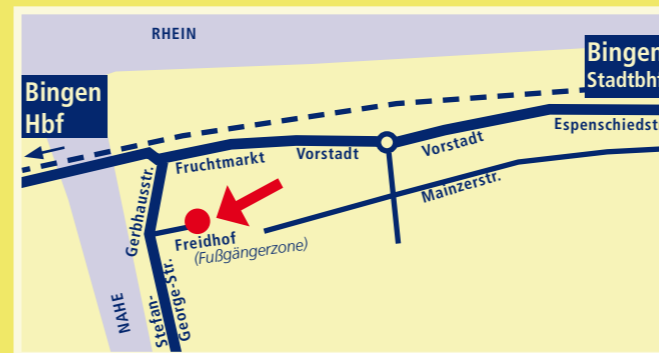 RHEIN
Bingen
Hbf
Bingen
Stadtbhf
Espenschiedst
Vorstadt
Vorstadt
Fruchtmarkt
Mainzerstr.
Gerbhausstr.
Freidhof
(Fußgängerzone)
NAHE
Stefan-
George-Str.